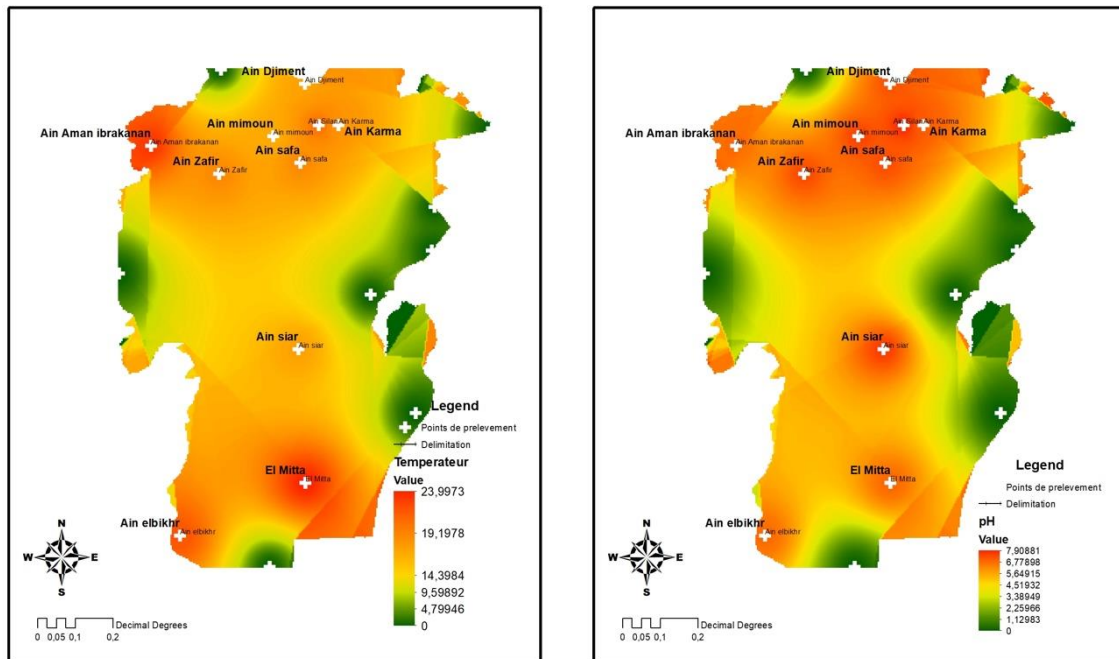 Ain Djiment
Ain Djiment
Ain mimoun
Ain Silan Ain Karma
Ain Aman ibrakanan
Ain mimoun
Ain Karma
Ain Aman ibrakanan
Ain safa
Ain Zafir
Ain safa
Ain Zafir
Ain siar
Ain siar
Legend
Points de prelevement
Delimitation
El Mitta
El Mitta
Temperateur
Value
23,9973
19,1978
14,3984
9,59892
4,79946
0
Ain elbikhr
Ain elbikhr
N
W E
S
Decimal Degrees
0 0,05 0,1 0,2
Ain Djiment
Ain Djiment
Ain mimoun
Ain Silan Ain Karma
Ain Aman ibrakanan
Ain mimoun
Ain Karma
Ain Aman ibrakanan
Ain safa
Ain Zafir
Ain safa
Ain Zafir
Ain siar
Ain siar
El Mitta
El Mitta
Legend
Points de prelevement
Delimitation
pH
Value
7,90881
6,77898
5,64915
4,51932
3,38949
2,25966
1,12983
0
Ain elbikhr
Ain elbikhr
N
W E
S
Decimal Degrees
0 0,05 0,1 0,2